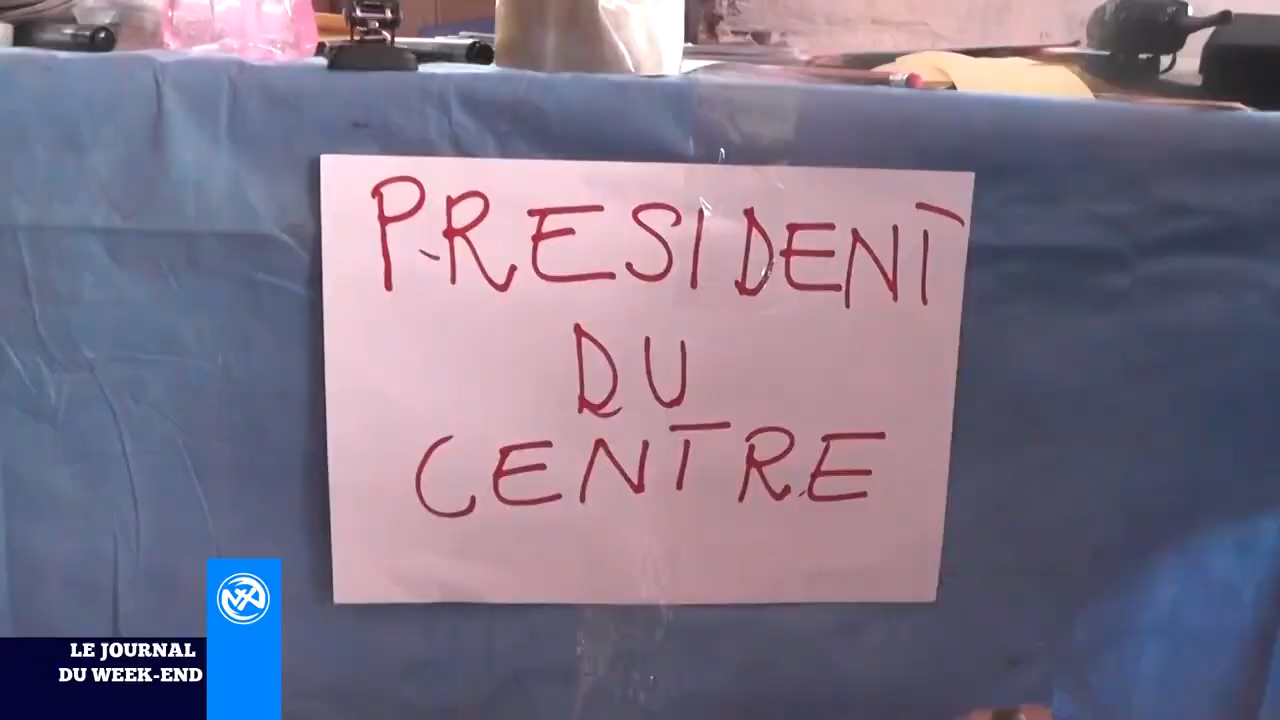 PRESIDENT
DU
CENTRE
LE JOURNAL
DU WEEK-END